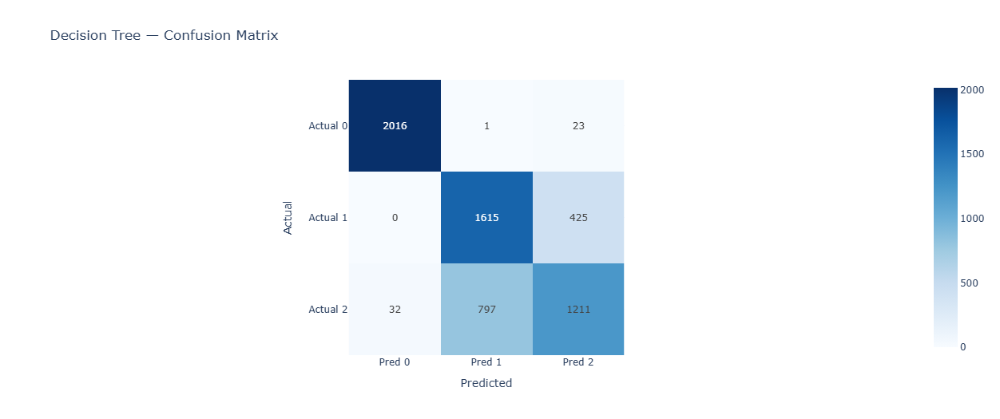 Decision Tree — Confusion Matrix
Actual 0 2016 1 23
Actual 1 0 1615 425
Actual 2 32 797 1211
Pred 0 Pred 1 Pred 2
Predicted
Actual
2000
1500
1000
500
0